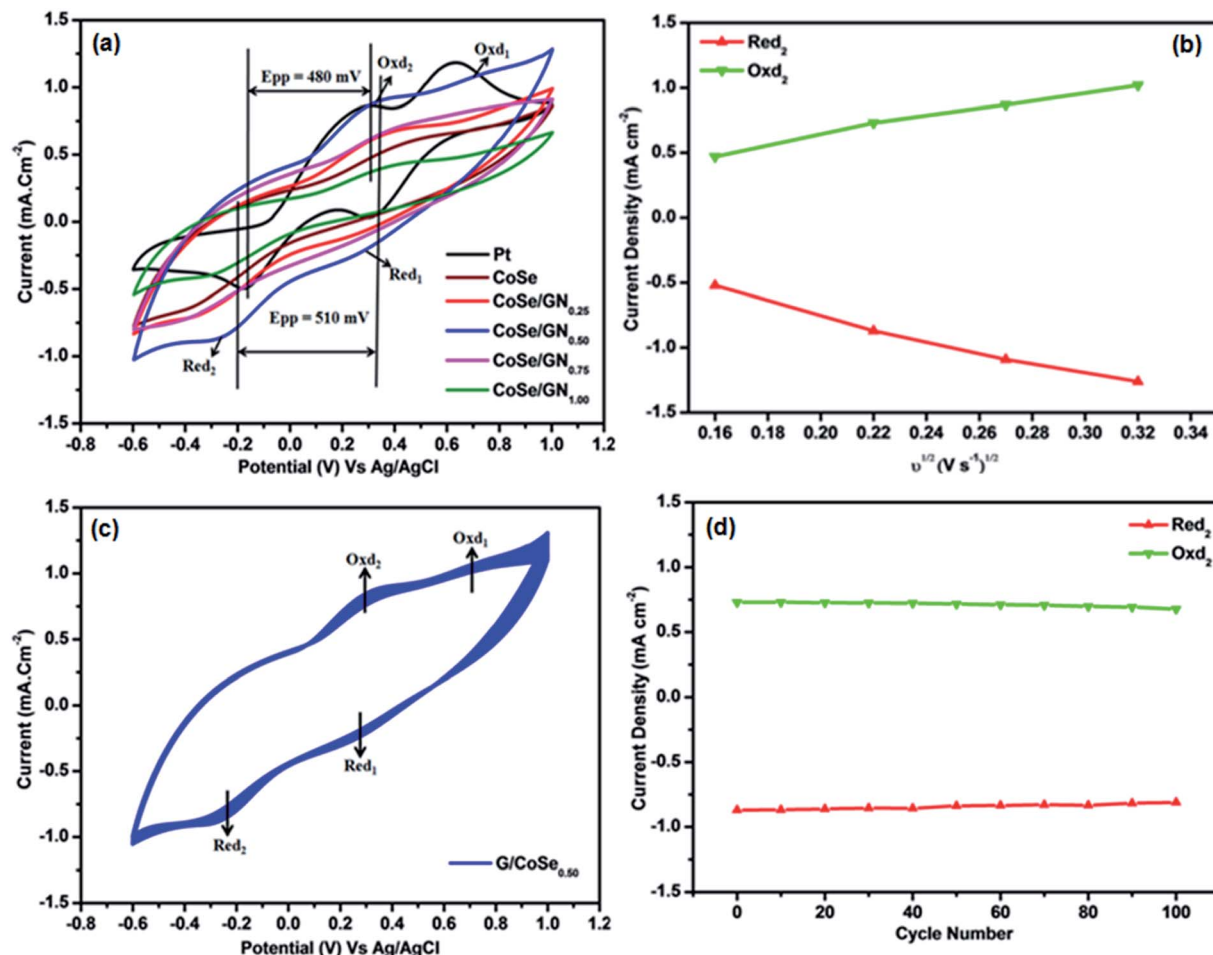 (a)
Epp = 480 mV
Oxd₂
Oxd₁
Red₁
Epp = 510 mV
Red₂
Pt
CoSe
CoSe/GN₀.₂₅
CoSe/GN₀.₅₀
CoSe/GN₀.₇₅
CoSe/GN₁.₀₀
1.5
1.0
0.5
0.0
-0.5
-1.0
-1.5
Current (mA.Cm⁻²)
-0.8 -0.6 -0.4 -0.2 0.0 0.2 0.4 0.6 0.8 1.0 1.2
Potential (V) Vs Ag/AgCl
(b)
Red₂
Oxd₂
1.5
1.0
0.5
0.0
-0.5
-1.0
-1.5
Current Density (mA cm⁻²)
0.16 0.18 0.20 0.22 0.24 0.26 0.28 0.30 0.32 0.34
υ¹/² (V s⁻¹)¹/²
(c)
Oxd₂
Oxd₁
Red₁
Red₂
G/CoSe₀.₅₀
1.5
1.0
0.5
0.0
-0.5
-1.0
-1.5
Current (mA.Cm⁻²)
-0.8 -0.6 -0.4 -0.2 0.0 0.2 0.4 0.6 0.8 1.0 1.2
Potential (V) Vs Ag/AgCl
(d)
Red₂
Oxd₂
1.5
1.0
0.5
0.0
-0.5
-1.0
-1.5
Current Density (mA cm⁻²)
0 20 40 60 80 100
Cycle Number